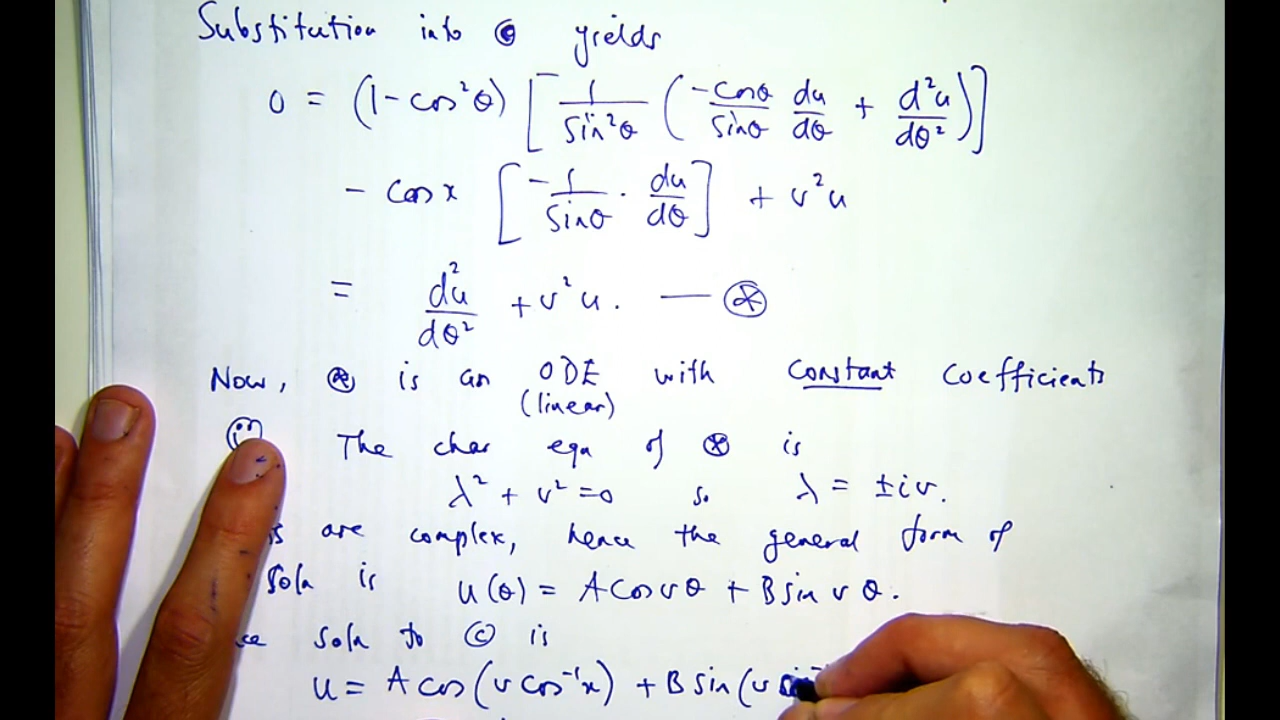 Substitution into © yields
0 = (1 - cos²θ) [ 1/sin²θ ( -cosθ/sinθ du/dθ + d²u/dθ² ) ]
- cos x [ -1/sinθ · du/dθ ] + v²u
= d²u/dθ² + v²u. — ⊛
Now, ⊛ is an ODE with constant coefficients
(linear)
The char eqn of ⊛ is
λ² + v² = 0 so λ = ±iv.
are complex, hence the general form of
soln is u(θ) = A cos vθ + B sin vθ.
soln to © is
u = A cos(v cos⁻¹x) + B sin(v